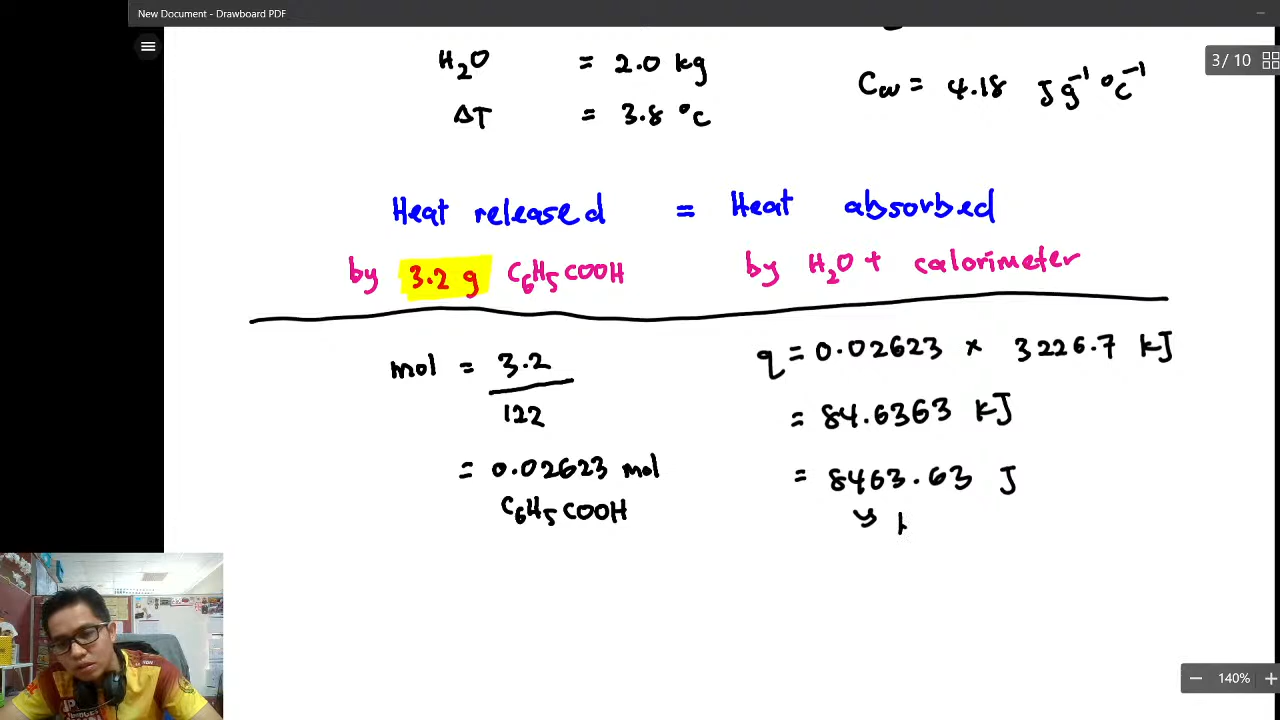 New Document - Drawboard PDF
3 / 10
H₂O = 2.0 kg
Cw = 4.18 Jg⁻¹ °C⁻¹
ΔT = 3.8 °C
Heat released = Heat absorbed
by 3.2 g C₆H₅COOH by H₂O + calorimeter
mol = 3.2 / 122
q = 0.02623 × 3226.7 kJ
= 84.6363 kJ
= 0.02623 mol
C₆H₅COOH
= 8463.63 J
140%